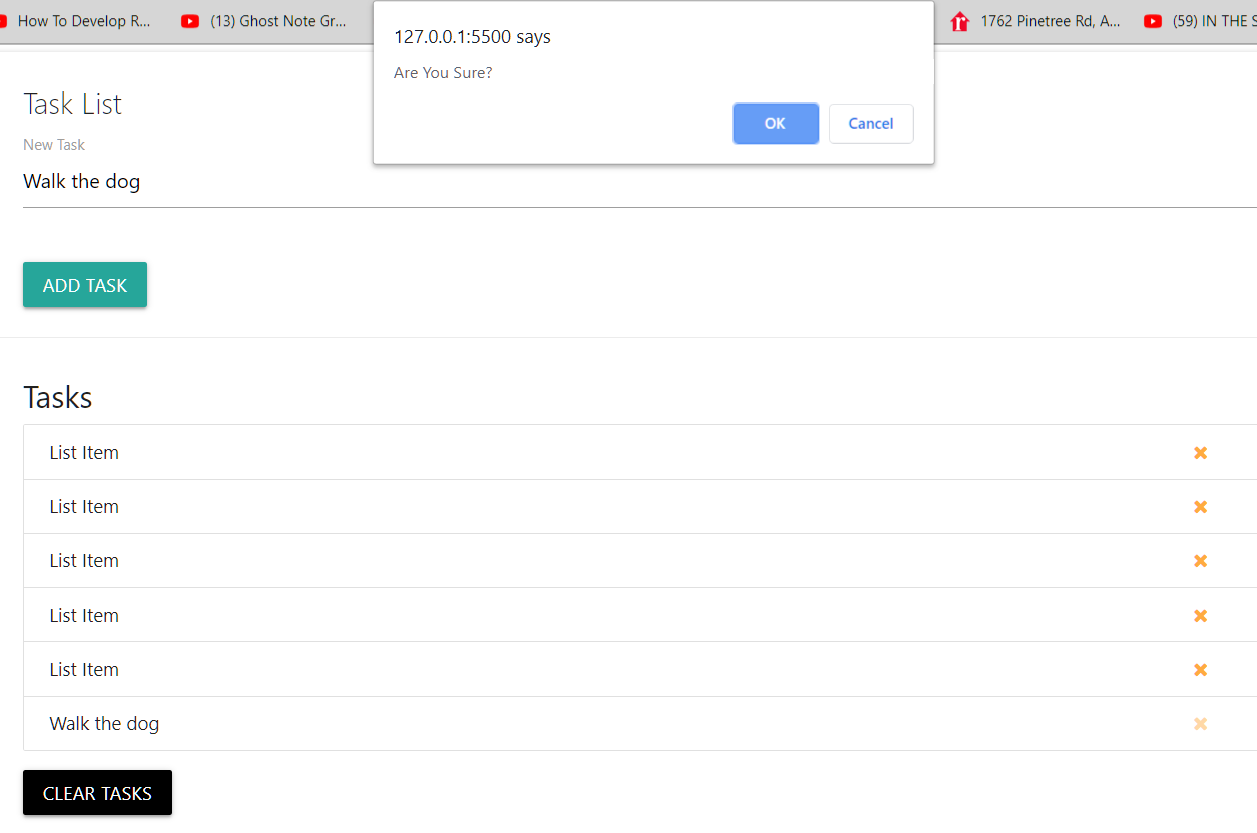 How To Develop R...
(13) Ghost Note Gr...
1762 Pinetree Rd, A...
(59) IN THE S
127.0.0.1:5500 says
Are You Sure?
OK
Cancel
Task List
New Task
Walk the dog
ADD TASK
Tasks
List Item
List Item
List Item
List Item
List Item
Walk the dog
CLEAR TASKS